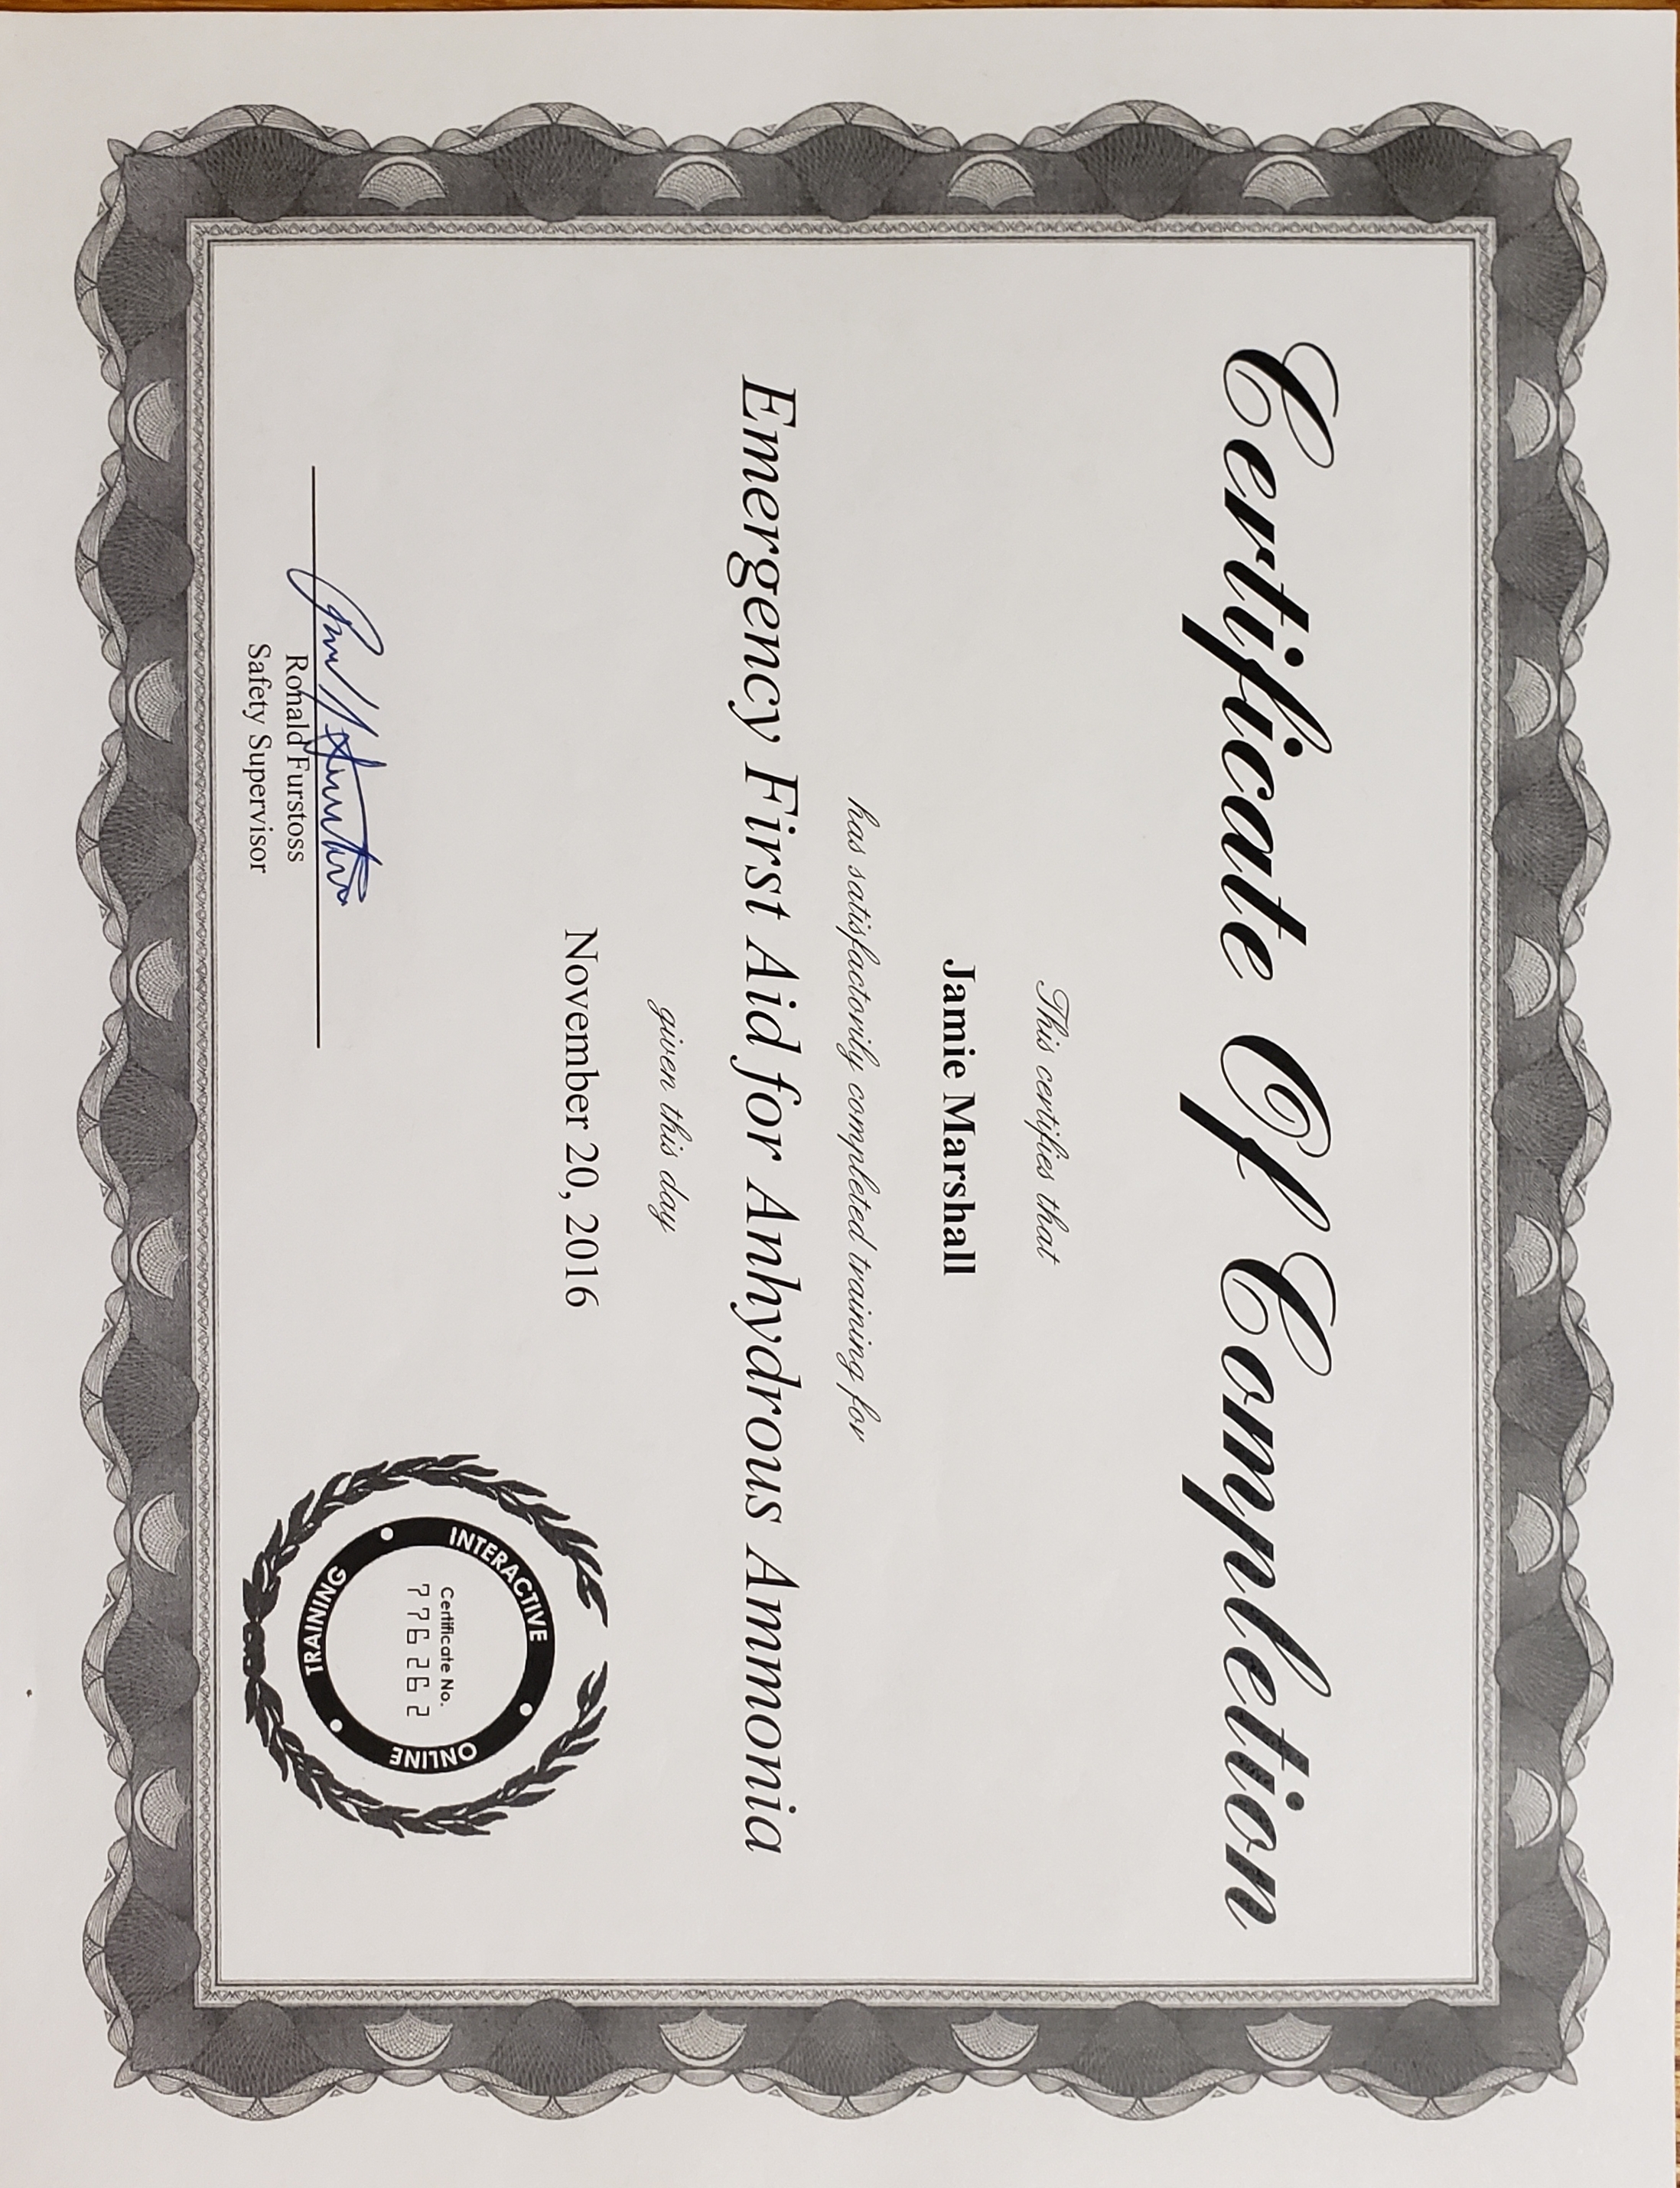 Certificate Of Completion
This certifies that
Jamie Marshall
has satisfactorily completed training for
Emergency First Aid for Anhydrous Ammonia
given this day
November 20, 2016
INTERACTIVE
ONLINE
TRAINING
Certificate No.
776262
Ronald Furstoss
Safety Supervisor